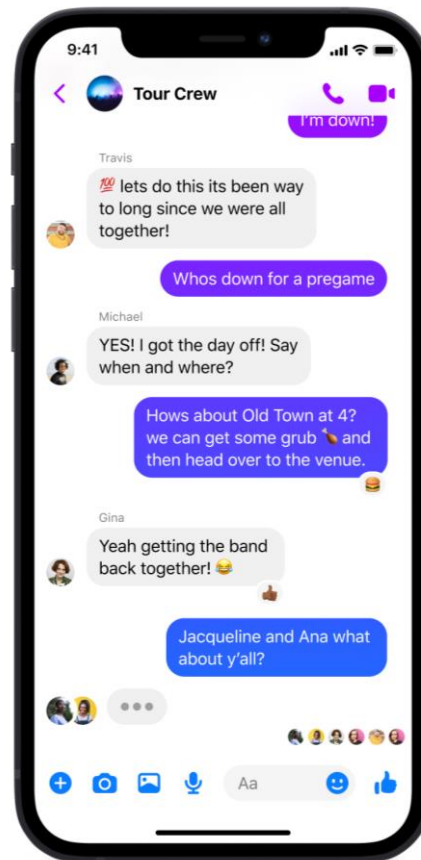 9:41
Tour Crew
I'm down!
Travis
💯 lets do this its been way
to long since we were all
together!
Whos down for a pregame
Michael
YES! I got the day off! Say
when and where?
Hows about Old Town at 4?
we can get some grub 🍗 and
then head over to the venue.
Gina
Yeah getting the band
back together! 😂
Jacqueline and Ana what
about y'all?
Aa